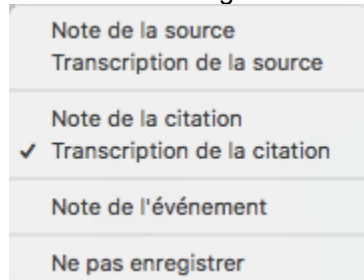 Note de la source
Transcription de la source
Note de la citation
✓ Transcription de la citation
Note de l'événement
Ne pas enregistrer